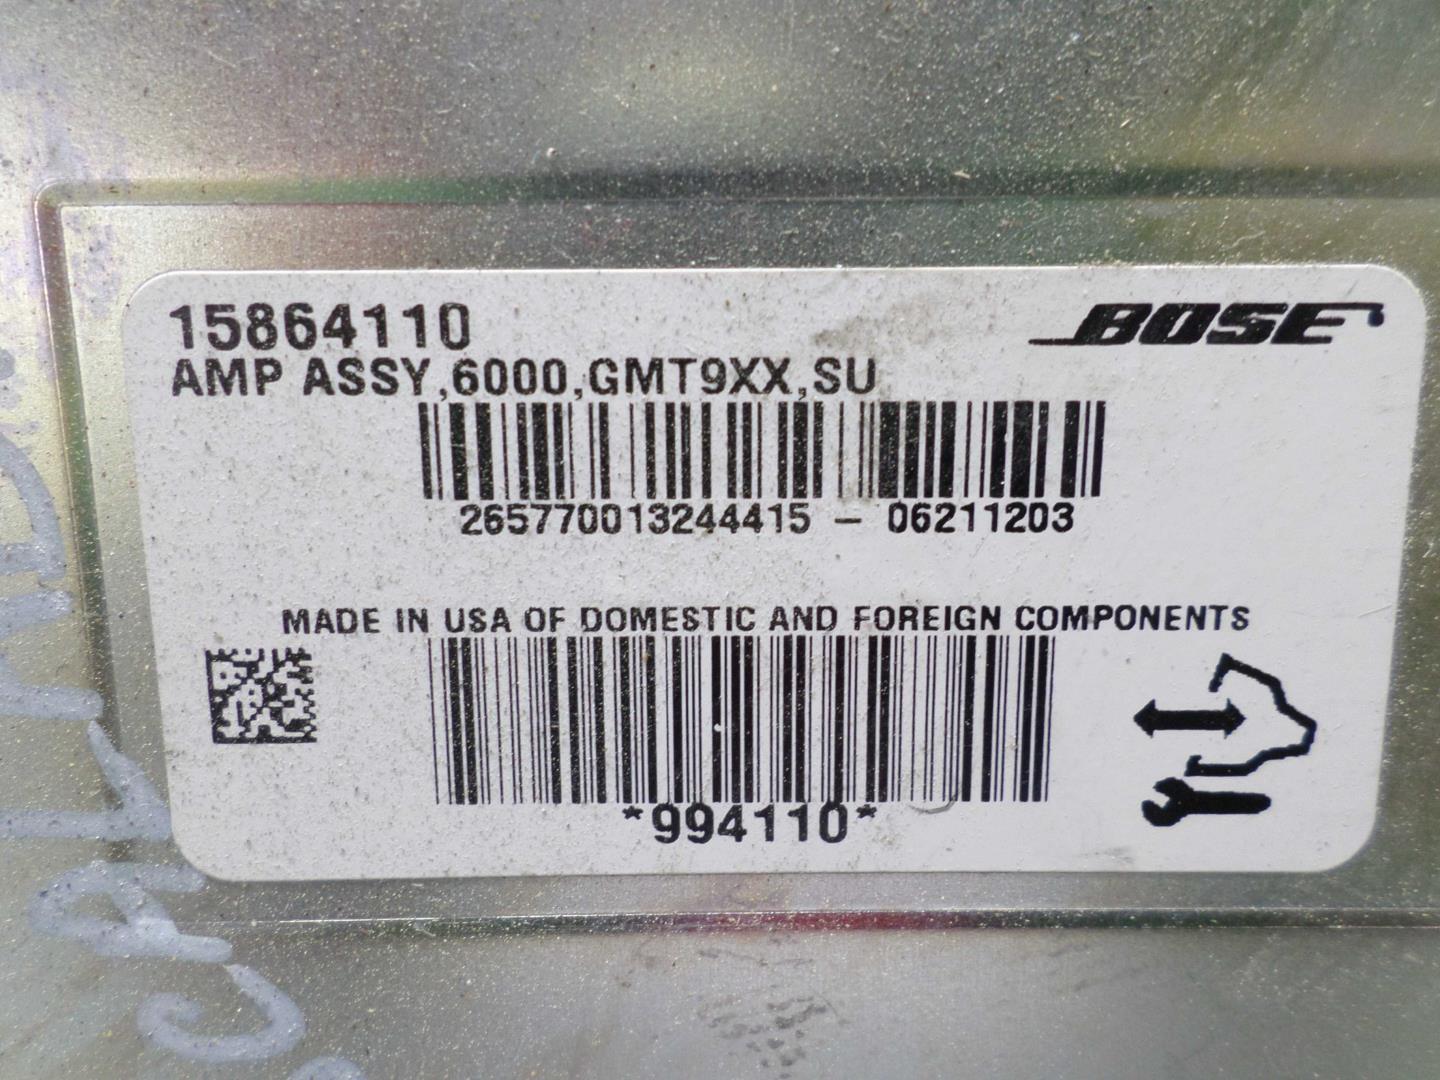 15864110
BOSE
AMP ASSY,6000,GMT9XX,SU
265770013244415 – 06211203
MADE IN USA OF DOMESTIC AND FOREIGN COMPONENTS
*994110*